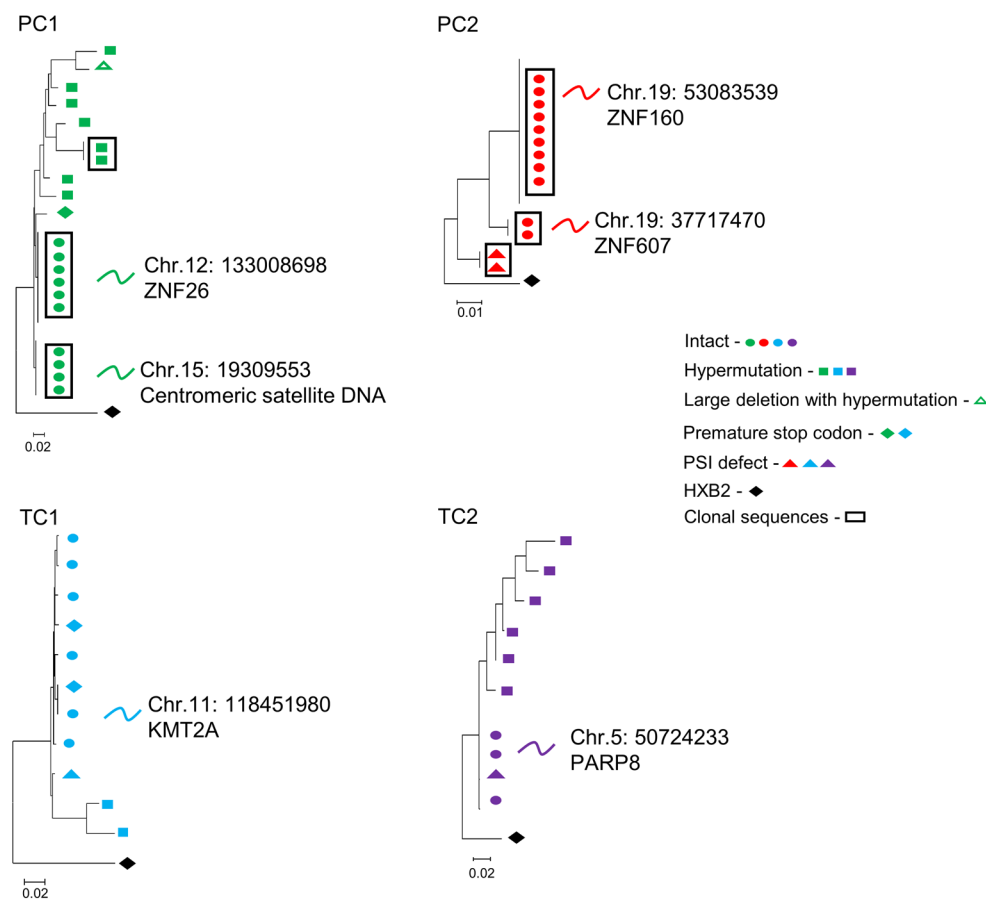 PC1
Chr.12: 133008698
ZNF26
Chr.15: 19309553
Centromeric satellite DNA
0.02
PC2
Chr.19: 53083539
ZNF160
Chr.19: 37717470
ZNF607
0.01
Intact -
Hypermutation -
Large deletion with hypermutation -
Premature stop codon -
PSI defect -
HXB2 -
Clonal sequences -
TC1
Chr.11: 118451980
KMT2A
0.02
TC2
Chr.5: 50724233
PARP8
0.02